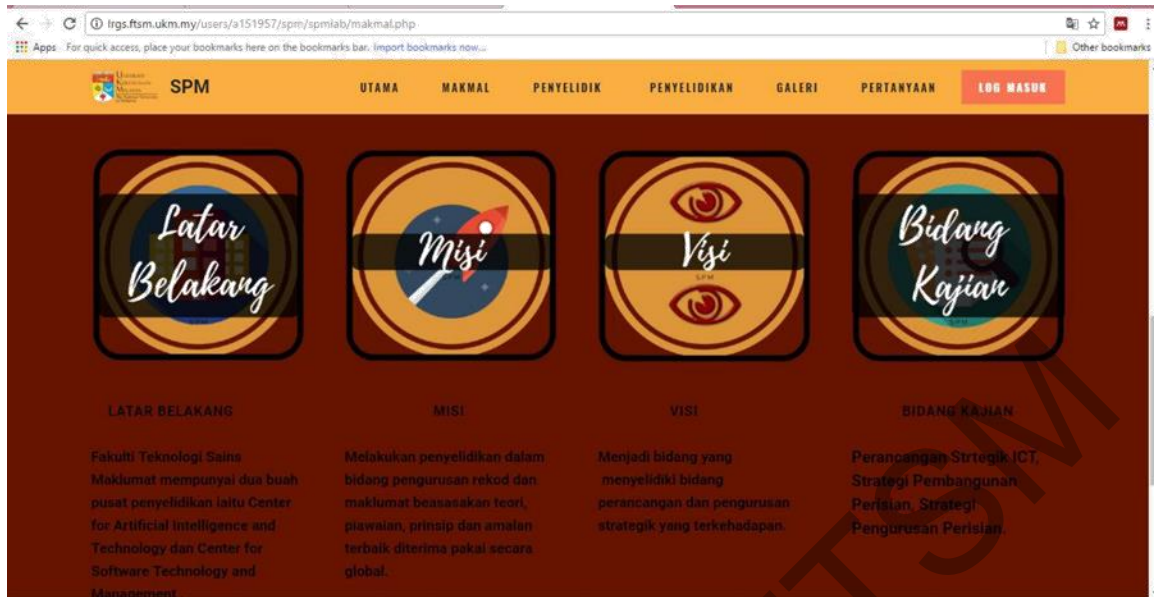 lrgs.ftsm.ukm.my/users/a151957/spm/spmlab/makmal.php
Apps For quick access, place your bookmarks here on the bookmarks bar. Import bookmarks now... Other bookmarks
SPM UTAMA MAKMAL PENYELIDIK PENYELIDIKAN GALERI PERTANYAAN LOG MASUK
Latar
Belakang
Misi
Visi
SPM
Bidang
Kajian
LATAR BELAKANG
Fakulti Teknologi Sains
Maklumat mempunyai dua buah
pusat penyelidikan iaitu Center
for Artificial Intelligence and
Technology dan Center for
Software Technology and
Management
MISI
Melakukan penyelidikan dalam
bidang pengurusan rekod dan
maklumat beasasakan teori,
piawaian, prinsip dan amalan
terbaik diterima pakai secara
global.
VISI
Menjadi bidang yang
menyelidiki bidang
perancangan dan pengurusan
strategik yang terkehadapan.
BIDANG KAJIAN
Perancangan Strtegik ICT,
Strategi Pembangunan
Perisian, Strategi
Pengurusan Perisian.
FTSM